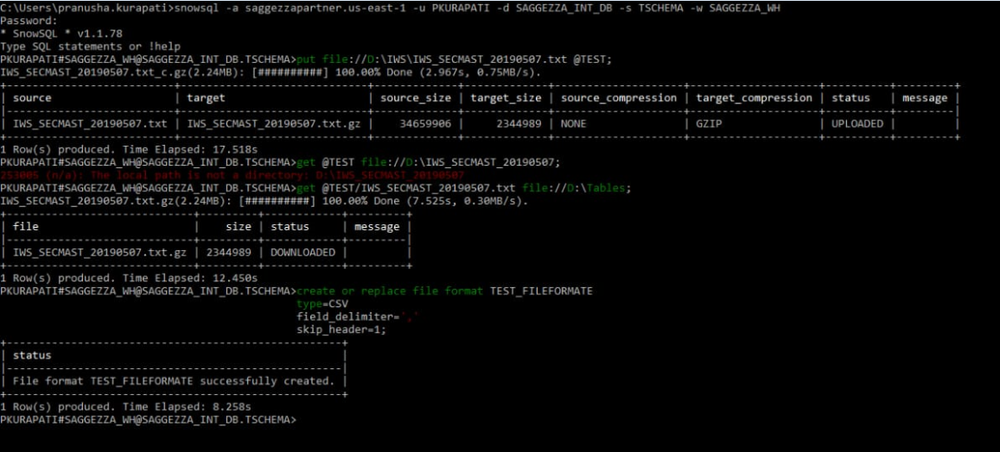 C:\Users\pranusha.kurapati>snowsql -a saggezzapartner.us-east-1 -u PKURAPATI -d SAGGEZZA_INT_DB -s TSCHEMA -w SAGGEZZA_WH
Password:
* SnowSQL * v1.1.78
Type SQL statements or !help
PKURAPATI#SAGGEZZA_WH@SAGGEZZA_INT_DB.TSCHEMA>put file://D:\IWS\IWS_SECMAST_20190507.txt @TEST;
IWS_SECMAST_20190507.txt_c.gz(2.24MB): [##########] 100.00% Done (2.967s, 0.75MB/s).
| source | target | source_size | target_size | source_compression | target_compression | status | message |
| IWS_SECMAST_20190507.txt | IWS_SECMAST_20190507.txt.gz | 34659906 | 2344989 | NONE | GZIP | UPLOADED | |
1 Row(s) produced. Time Elapsed: 17.518s
PKURAPATI#SAGGEZZA_WH@SAGGEZZA_INT_DB.TSCHEMA>get @TEST file://D:\IWS_SECMAST_20190507;
253005 (n/a): The local path is not a directory: D:\IWS_SECMAST_20190507
PKURAPATI#SAGGEZZA_WH@SAGGEZZA_INT_DB.TSCHEMA>get @TEST/IWS_SECMAST_20190507.txt file://D:\Tables;
IWS_SECMAST_20190507.txt.gz(2.24MB): [##########] 100.00% Done (7.525s, 0.30MB/s).
| file | size | status | message |
| IWS_SECMAST_20190507.txt.gz | 2344989 | DOWNLOADED | |
1 Row(s) produced. Time Elapsed: 12.450s
PKURAPATI#SAGGEZZA_WH@SAGGEZZA_INT_DB.TSCHEMA>create or replace file format TEST_FILEFORMATE
type=CSV
field_delimiter=','
skip_header=1;
| status |
| File format TEST_FILEFORMATE successfully created. |
1 Row(s) produced. Time Elapsed: 8.258s
PKURAPATI#SAGGEZZA_WH@SAGGEZZA_INT_DB.TSCHEMA>